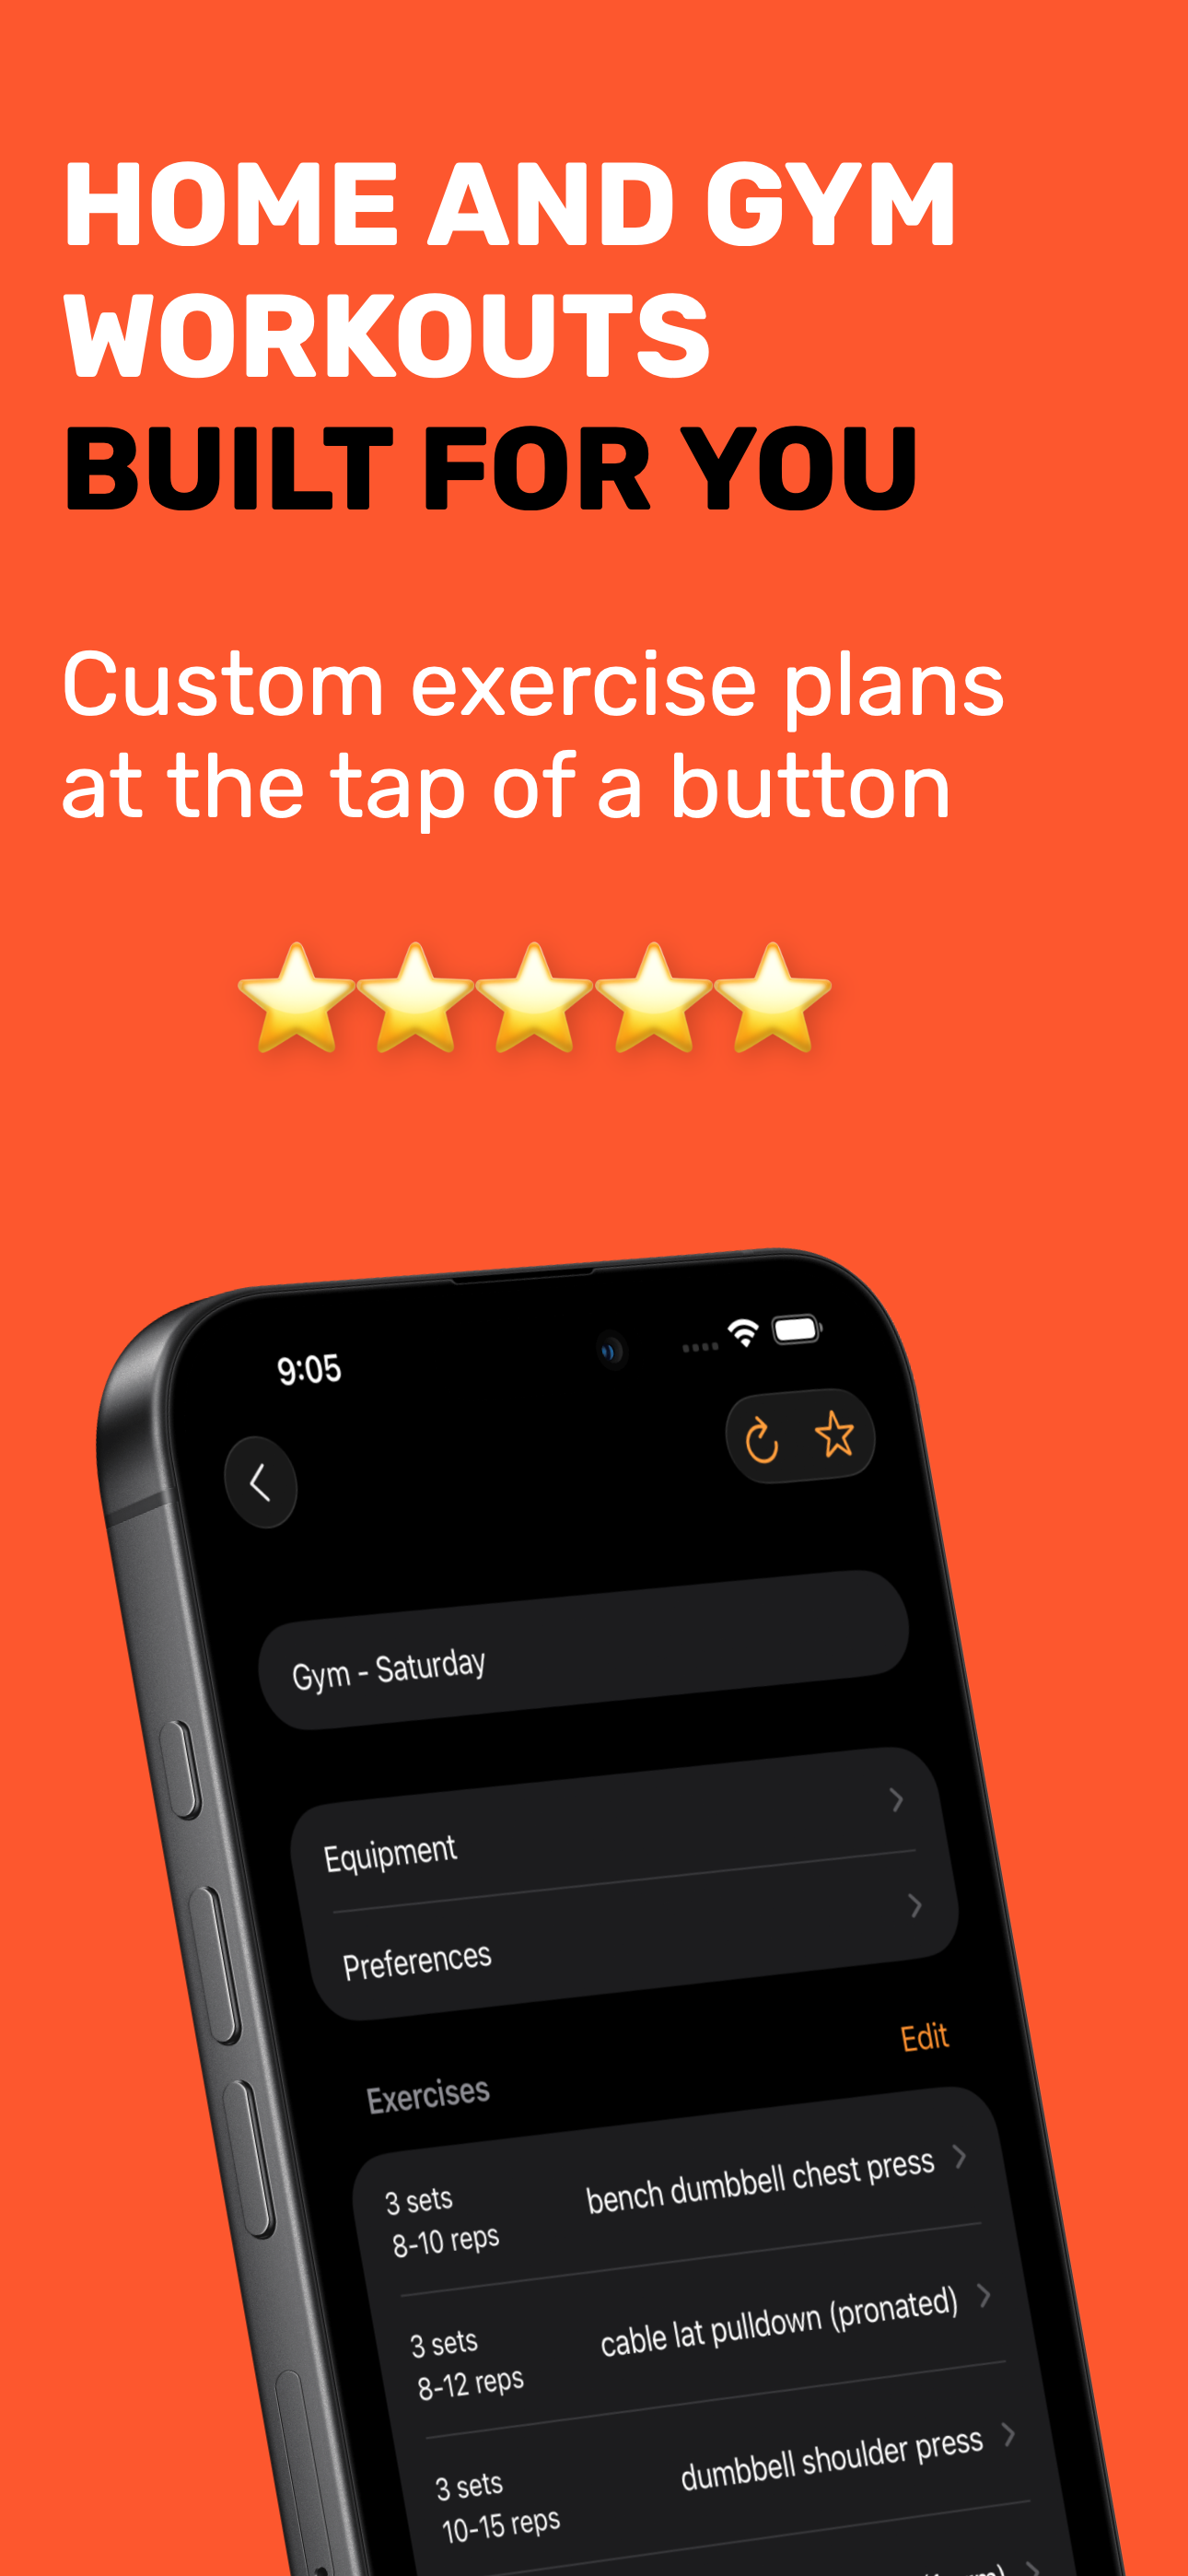 HOME AND GYM
WORKOUTS
BUILT FOR YOU
Custom exercise plans
at the tap of a button
9:05
Gym - Saturday
Equipment
Preferences
Edit
Exercises
3 sets
8-10 reps
bench dumbbell chest press
3 sets
8-12 reps
cable lat pulldown (pronated)
3 sets
10-15 reps
dumbbell shoulder press